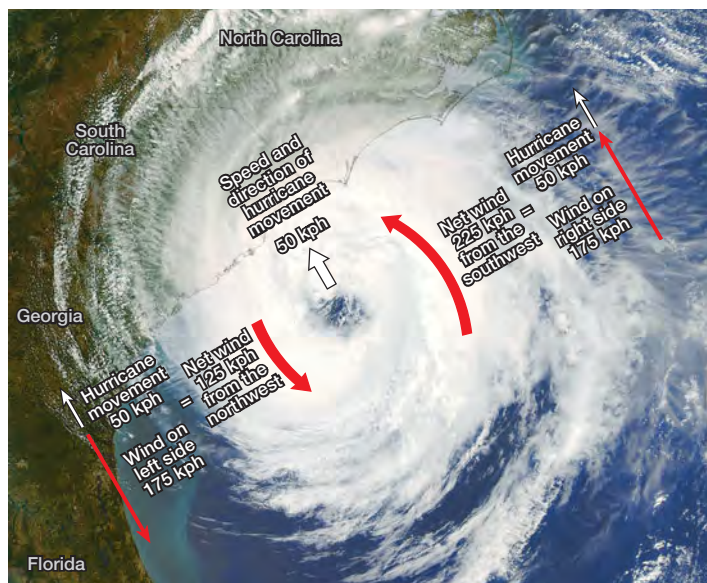 North Carolina
South
Carolina
Speed and
direction of
hurricane
movement
50 kph
Hurricane
movement
50 kph
Net wind
225 kph =
from the
southwest
Wind on
right side
175 kph
Georgia
Hurricane
movement
50 kph
=
Net wind
125 kph
from the
northwest
Wind on
left side
175 kph
Florida